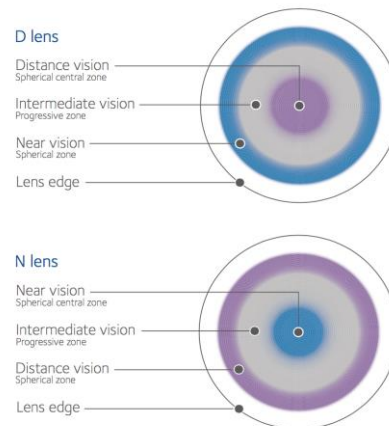 D lens
Distance vision
Spherical central zone
Intermediate vision
Progressive zone
Near vision
Spherical zone
Lens edge
N lens
Near vision
Spherical central zone
Intermediate vision
Progressive zone
Distance vision
Spherical zone
Lens edge